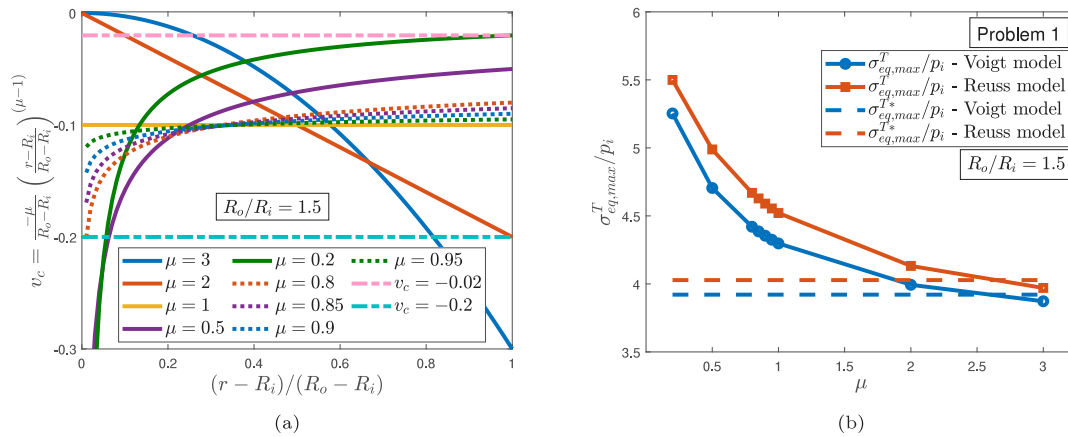 0
-0.1
-0.2
-0.3
v_c = \frac{-\mu}{R_o-R_i} \left( \frac{r-R_i}{R_o-R_i} \right)^{(\mu-1)}
R_o/R_i = 1.5
μ = 3
μ = 2
μ = 1
μ = 0.5
μ = 0.2
μ = 0.8
μ = 0.85
μ = 0.9
μ = 0.95
v_c = −0.02
v_c = −0.2
0 0.2 0.4 0.6 0.8 1
(r − R_i)/(R_o − R_i)
(a)
6
5.5
5
4.5
4
3.5
σ^T_{eq,max}/p_i
Problem 1
σ^T_{eq,max}/p_i - Voigt model
σ^T_{eq,max}/p_i - Reuss model
σ^{T*}_{eq,max}/p_i - Voigt model
σ^{T*}_{eq,max}/p_i - Reuss model
R_o/R_i = 1.5
0.5 1 1.5 2 2.5 3
μ
(b)